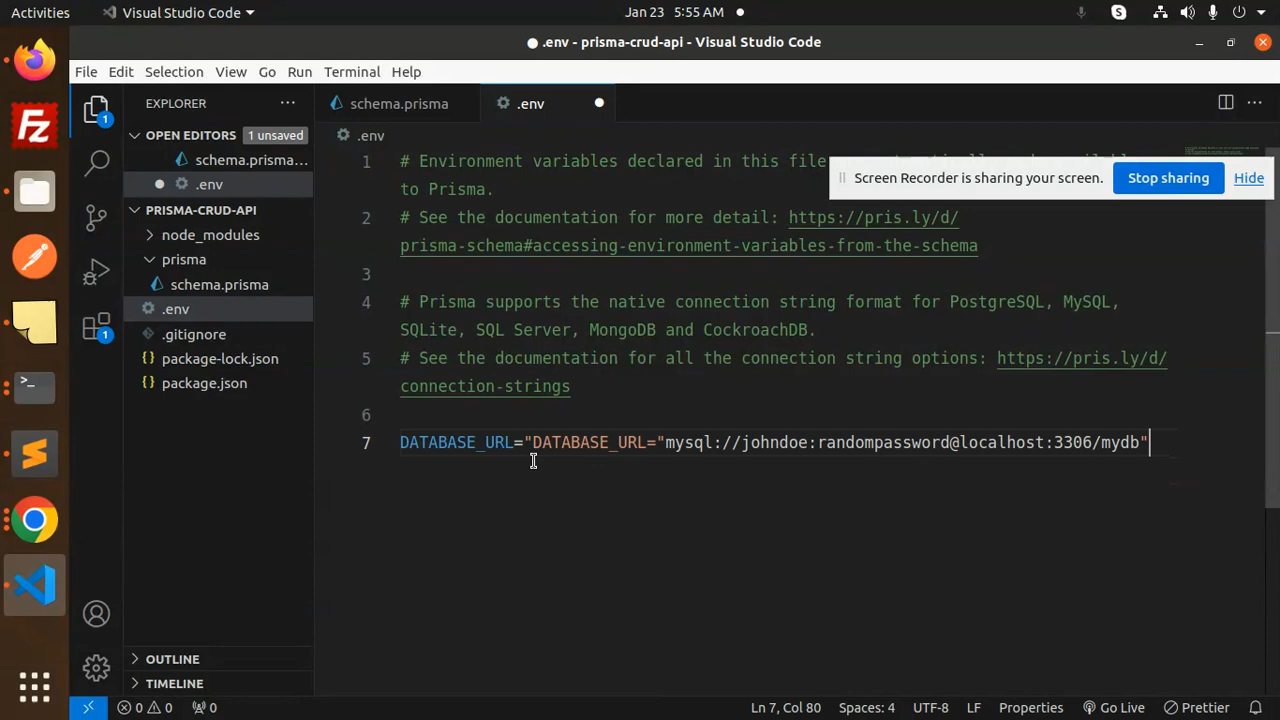 Activities
Visual Studio Code
Jan 23 5:55 AM
.env - prisma-crud-api - Visual Studio Code
File Edit Selection View Go Run Terminal Help
EXPLORER
OPEN EDITORS 1 unsaved
schema.prisma...
.env
PRISMA-CRUD-API
node_modules
prisma
schema.prisma
.env
.gitignore
package-lock.json
package.json
OUTLINE
TIMELINE
schema.prisma
.env
.env
Screen Recorder is sharing your screen. Stop sharing Hide
1 # Environment variables declared in this file
to Prisma.
2 # See the documentation for more detail: https://pris.ly/d/
prisma-schema#accessing-environment-variables-from-the-schema
3
4 # Prisma supports the native connection string format for PostgreSQL, MySQL,
SQLite, SQL Server, MongoDB and CockroachDB.
5 # See the documentation for all the connection string options: https://pris.ly/d/
connection-strings
6
7 DATABASE_URL="DATABASE_URL="mysql://johndoe:randompassword@localhost:3306/mydb"
0 0 0 Ln 7, Col 80 Spaces: 4 UTF-8 LF Properties Go Live Prettier